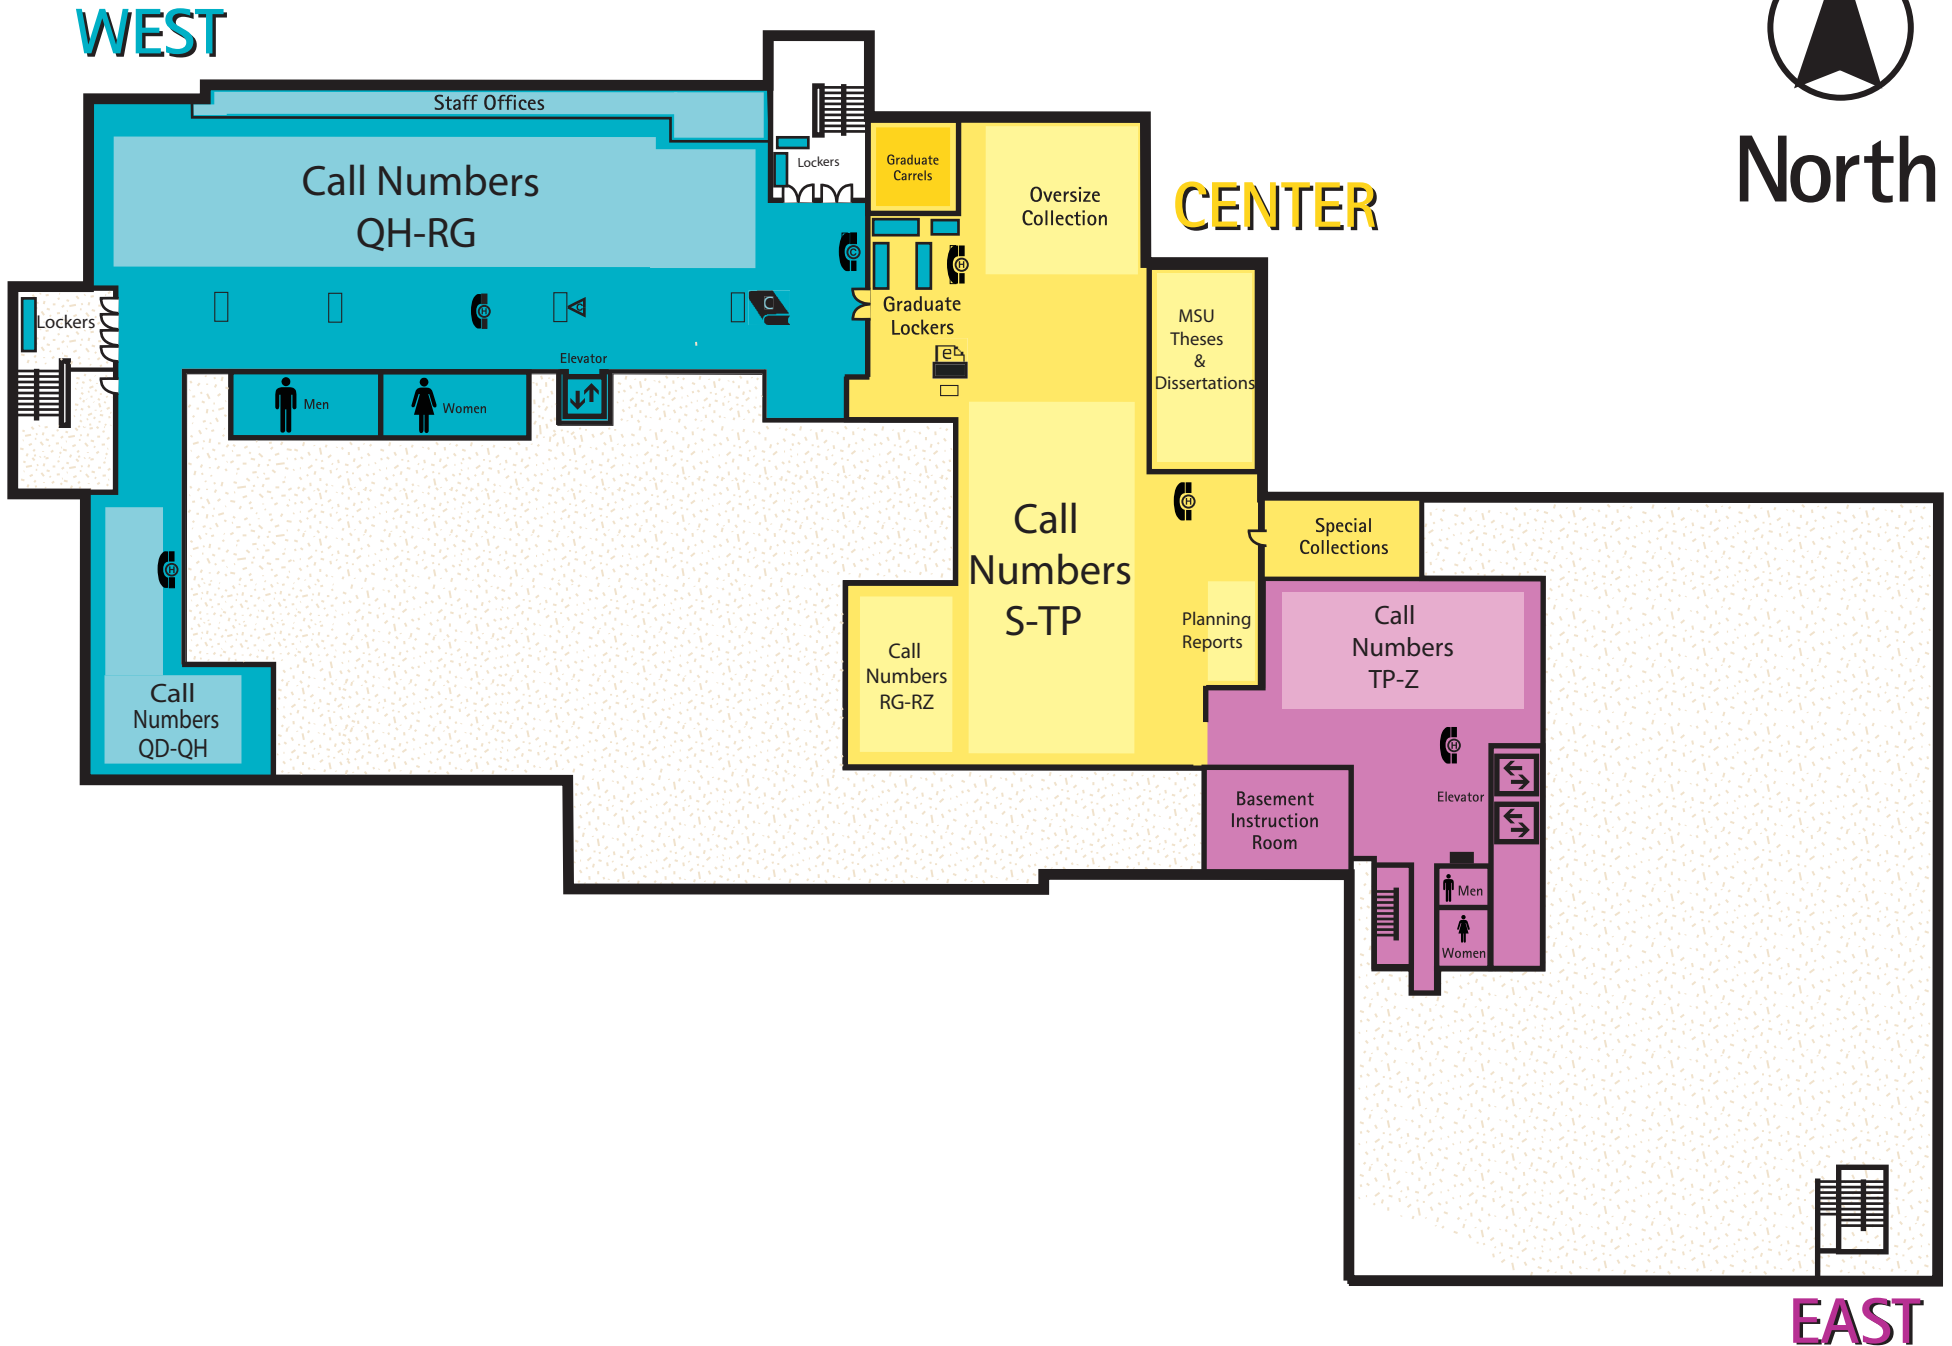 WEST
North
Staff Offices
Call Numbers
QH-RG
Lockers
Graduate
Carrels
Oversize
Collection
CENTER
C
H
Lockers
H
C
C
Graduate
Lockers
e
MSU
Theses
&
Dissertations
Elevator
Men
Women
H
Call
Numbers
S-TP
Special
Collections
H
Call
Numbers
QD-QH
Call
Numbers
RG-RZ
Planning
Reports
Call
Numbers
TP-Z
H
Elevator
Basement
Instruction
Room
Men
Women
EAST